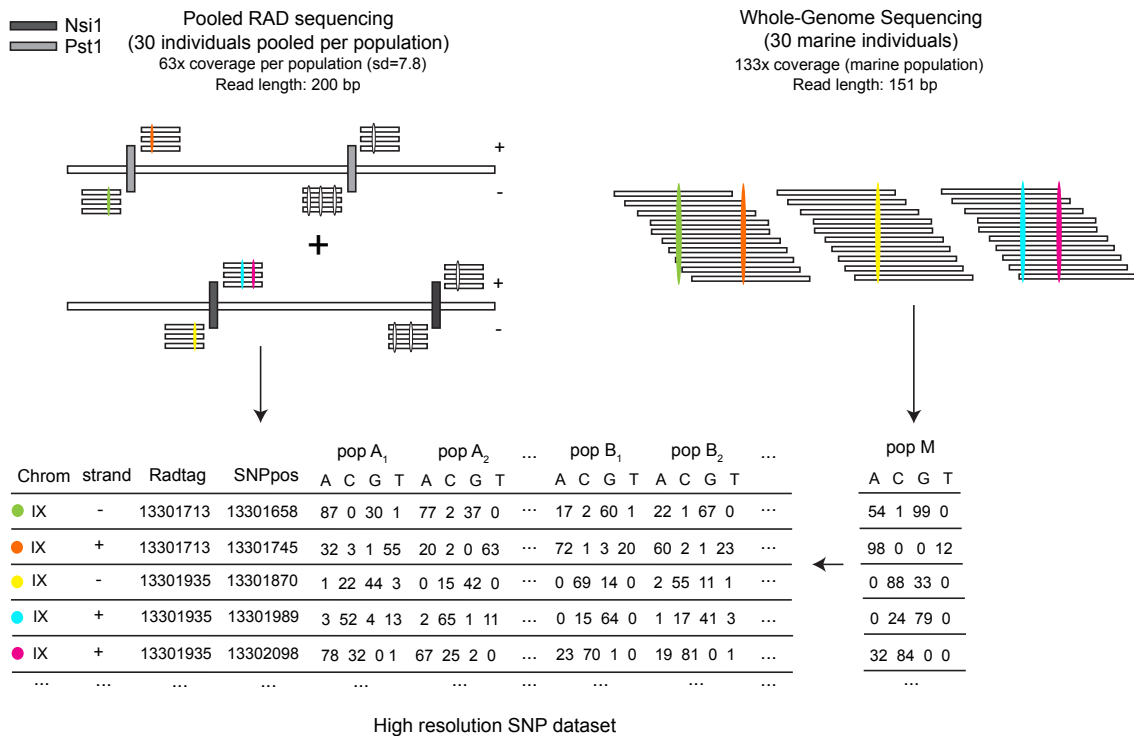 Nsi1
Pst1
Pooled RAD sequencing
(30 individuals pooled per population)
63x coverage per population (sd=7.8)
Read length: 200 bp
Whole-Genome Sequencing
(30 marine individuals)
133x coverage (marine population)
Read length: 151 bp
+
-
+
+
-
pop A1 pop A2 ... pop B1 pop B2 ... pop M
Chrom strand Radtag SNPpos A C G T A C G T A C G T A C G T A C G T
IX - 13301713 13301658 87 0 30 1 77 2 37 0 ... 17 2 60 1 22 1 67 0 ... 54 1 99 0
IX + 13301713 13301745 32 3 1 55 20 2 0 63 ... 72 1 3 20 60 2 1 23 ... 98 0 0 12
IX - 13301935 13301870 1 22 44 3 0 15 42 0 ... 0 69 14 0 2 55 11 1 ... 0 88 33 0
IX + 13301935 13301989 3 52 4 13 2 65 1 11 ... 0 15 64 0 1 17 41 3 ... 0 24 79 0
IX + 13301935 13302098 78 32 0 1 67 25 2 0 ... 23 70 1 0 19 81 0 1 ... 32 84 0 0
... ... ... ... ... ... ... ... ... ... ...
High resolution SNP dataset